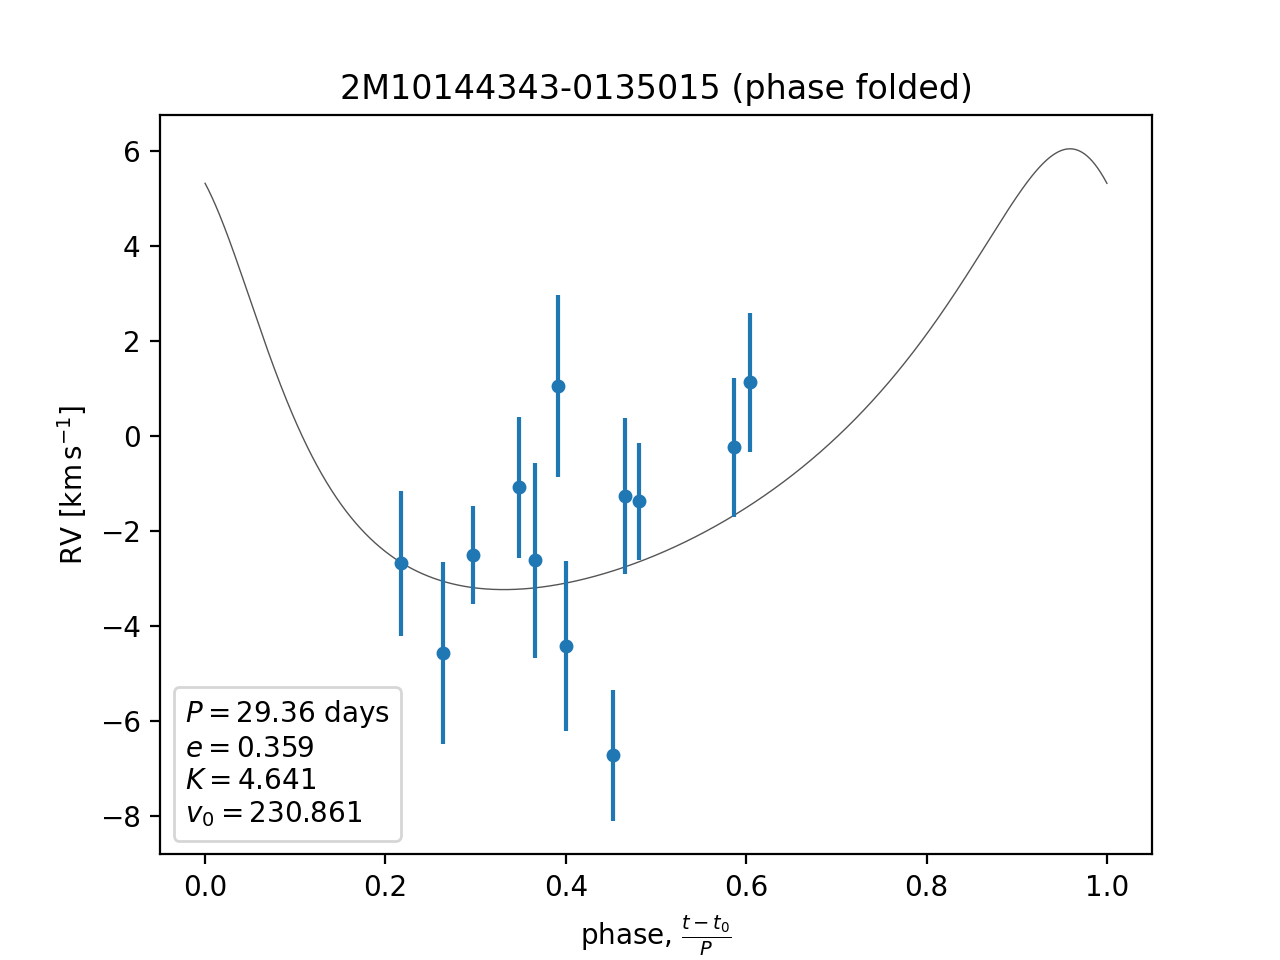 2M10144343-0135015 (phase folded)
6
4
2
0
−2
−4
−6
−8
RV [km s⁻¹]
P = 29.36 days
e = 0.359
K = 4.641
v₀ = 230.861
0.0 0.2 0.4 0.6 0.8 1.0
phase, (t − t₀)/P